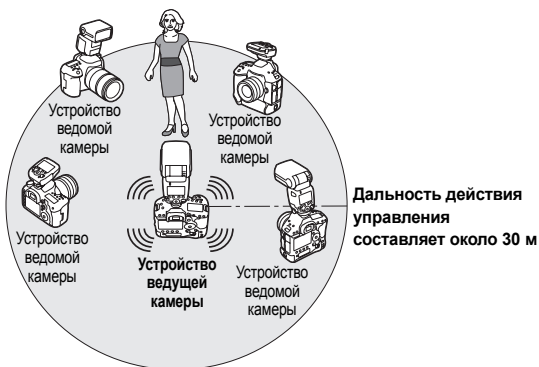 Устройство
ведомой
камеры
Устройство
ведомой
камеры
Устройство
ведомой
камеры
Устройство
ведущей
камеры
Устройство
ведомой
камеры
Дальность действия
управления
составляет около 30 м